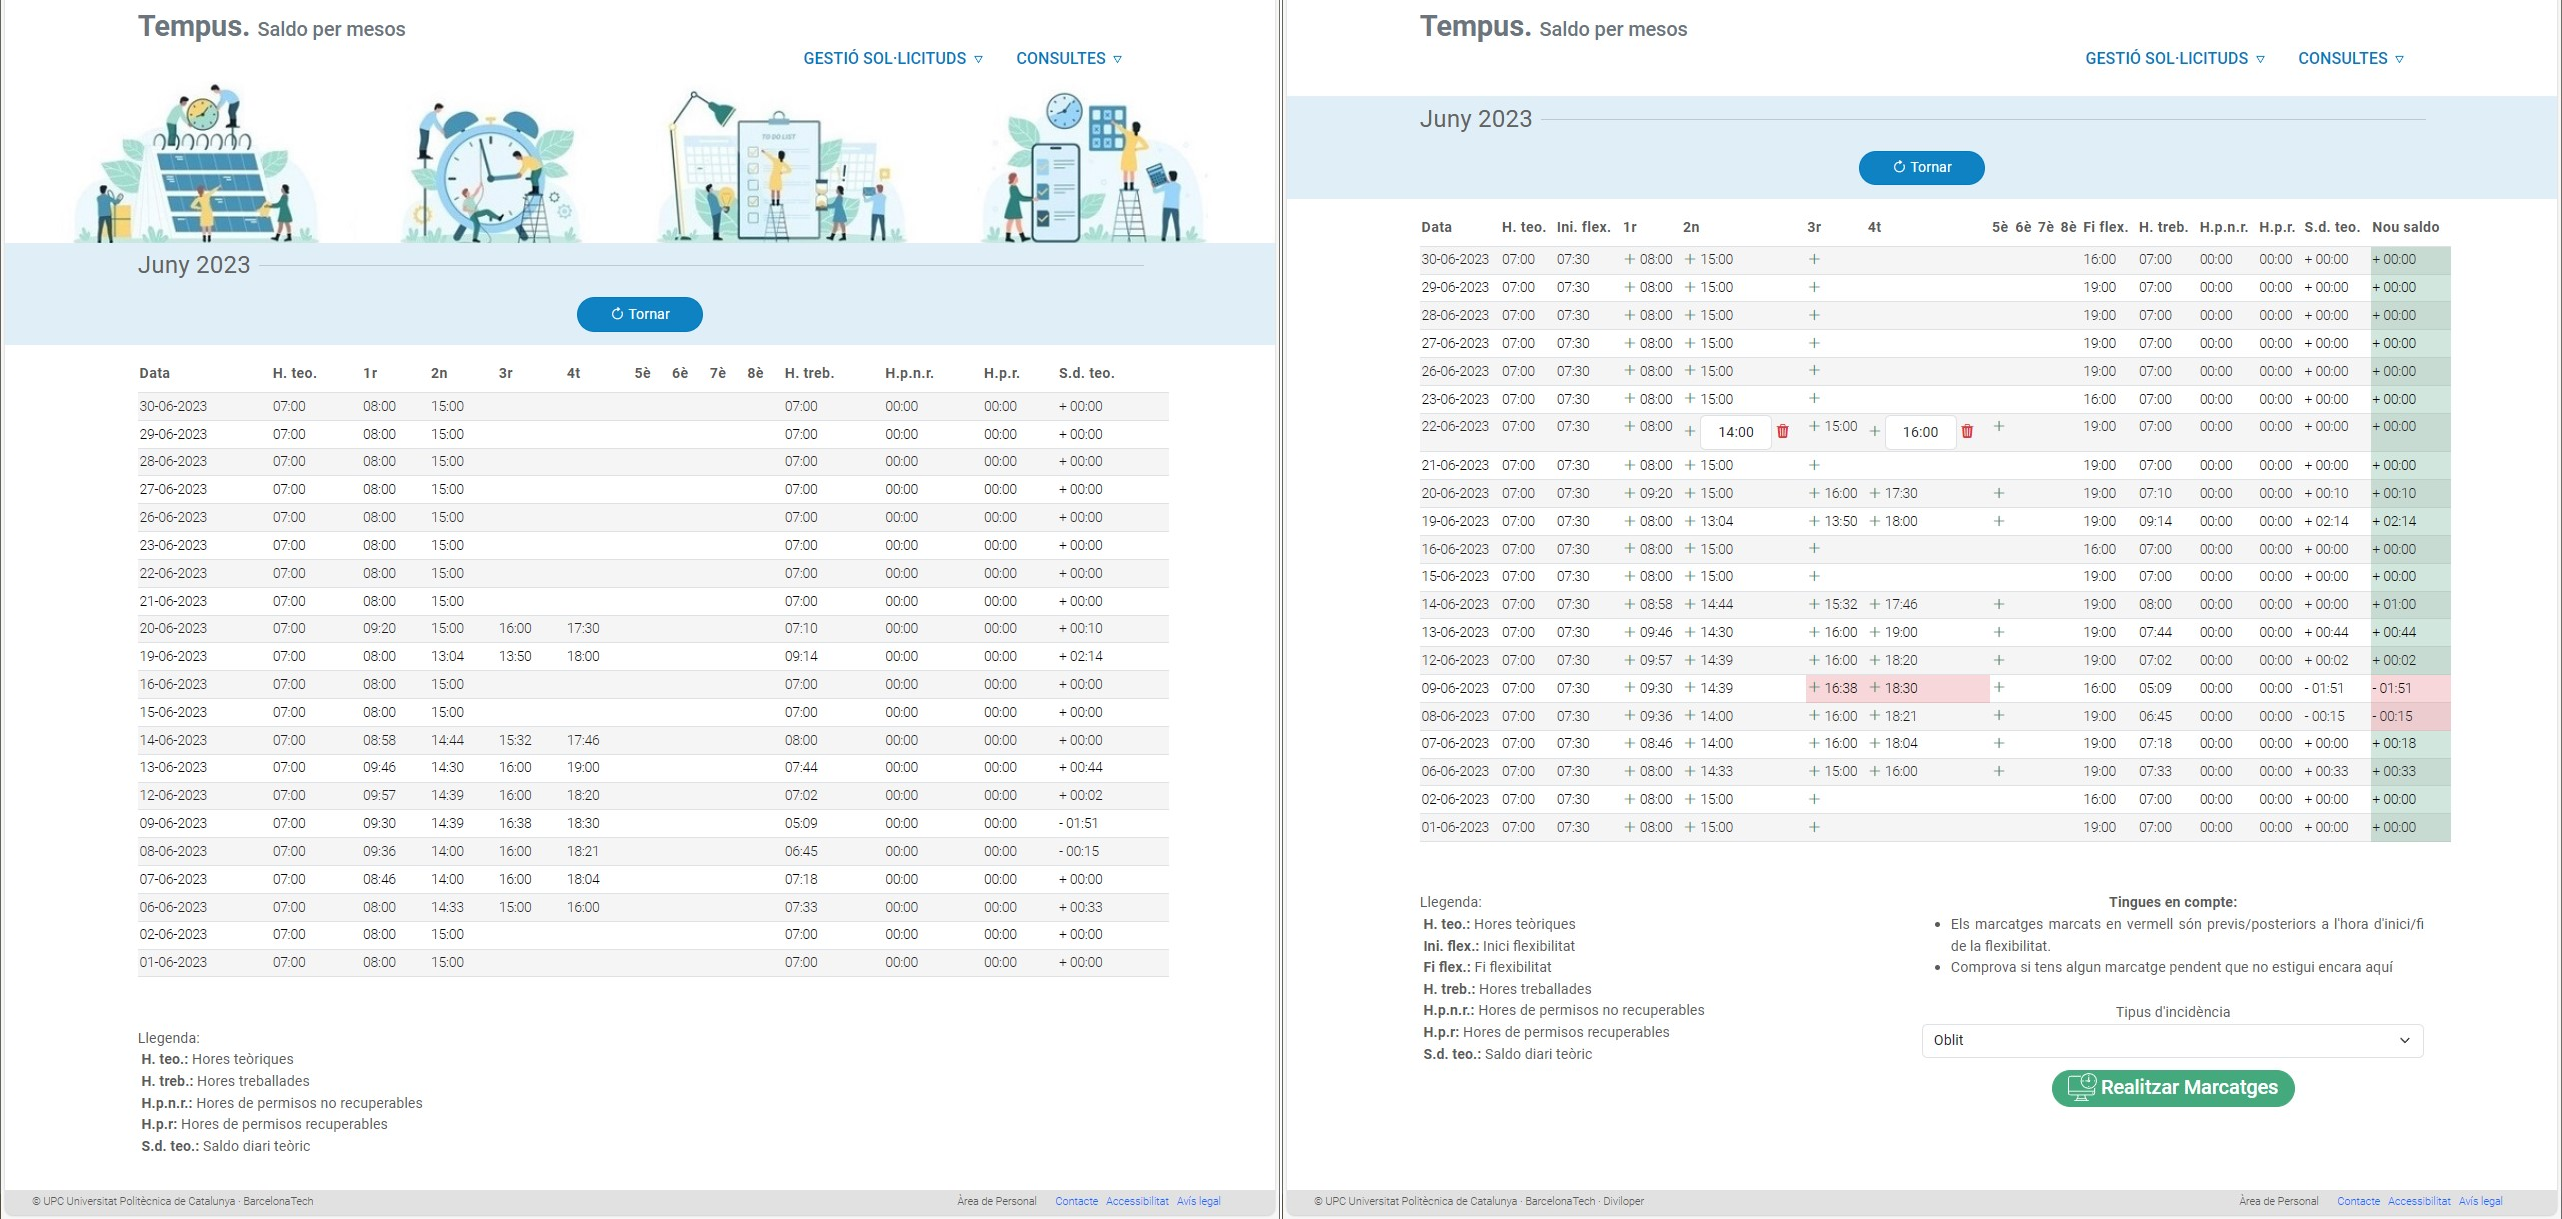 Tempus. Saldo per mesos
GESTIÓ SOL·LICITUDS ▽ CONSULTES ▽
TO DO LIST
Juny 2023
Tornar
Data H. teo. 1r 2n 3r 4t 5è 6è 7è 8è H. treb. H.p.n.r. H.p.r. S.d. teo.
30-06-2023 07:00 08:00 15:00 07:00 00:00 00:00 + 00:00
29-06-2023 07:00 08:00 15:00 07:00 00:00 00:00 + 00:00
28-06-2023 07:00 08:00 15:00 07:00 00:00 00:00 + 00:00
27-06-2023 07:00 08:00 15:00 07:00 00:00 00:00 + 00:00
26-06-2023 07:00 08:00 15:00 07:00 00:00 00:00 + 00:00
23-06-2023 07:00 08:00 15:00 07:00 00:00 00:00 + 00:00
22-06-2023 07:00 08:00 15:00 07:00 00:00 00:00 + 00:00
21-06-2023 07:00 08:00 15:00 07:00 00:00 00:00 + 00:00
20-06-2023 07:00 09:20 15:00 16:00 17:30 07:10 00:00 00:00 + 00:10
19-06-2023 07:00 08:00 13:04 13:50 18:00 09:14 00:00 00:00 + 02:14
16-06-2023 07:00 08:00 15:00 07:00 00:00 00:00 + 00:00
15-06-2023 07:00 08:00 15:00 07:00 00:00 00:00 + 00:00
14-06-2023 07:00 08:58 14:44 15:32 17:46 08:00 00:00 00:00 + 00:00
13-06-2023 07:00 09:46 14:30 16:00 19:00 07:44 00:00 00:00 + 00:44
12-06-2023 07:00 09:57 14:39 16:00 18:20 07:02 00:00 00:00 + 00:02
09-06-2023 07:00 09:30 14:39 16:38 18:30 05:09 00:00 00:00 - 01:51
08-06-2023 07:00 09:36 14:00 16:00 18:21 06:45 00:00 00:00 - 00:15
07-06-2023 07:00 08:46 14:00 16:00 18:04 07:18 00:00 00:00 + 00:00
06-06-2023 07:00 08:00 14:33 15:00 16:00 07:33 00:00 00:00 + 00:33
02-06-2023 07:00 08:00 15:00 07:00 00:00 00:00 + 00:00
01-06-2023 07:00 08:00 15:00 07:00 00:00 00:00 + 00:00
Llegenda:
H. teo.: Hores teòriques
H. treb.: Hores treballades
H.p.n.r.: Hores de permisos no recuperables
H.p.r: Hores de permisos recuperables
S.d. teo.: Saldo diari teòric
© UPC Universitat Politècnica de Catalunya · BarcelonaTech Àrea de Personal Contacte Accessibilitat Avís legal
Tempus. Saldo per mesos
GESTIÓ SOL·LICITUDS ▽ CONSULTES ▽
Juny 2023
Tornar
Data H. teo. Ini. flex. 1r 2n 3r 4t 5è 6è 7è 8è Fi flex. H. treb. H.p.n.r. H.p.r. S.d. teo. Nou saldo
30-06-2023 07:00 07:30 + 08:00 + 15:00 + 16:00 07:00 00:00 00:00 + 00:00 + 00:00
29-06-2023 07:00 07:30 + 08:00 + 15:00 + 19:00 07:00 00:00 00:00 + 00:00 + 00:00
28-06-2023 07:00 07:30 + 08:00 + 15:00 + 19:00 07:00 00:00 00:00 + 00:00 + 00:00
27-06-2023 07:00 07:30 + 08:00 + 15:00 + 19:00 07:00 00:00 00:00 + 00:00 + 00:00
26-06-2023 07:00 07:30 + 08:00 + 15:00 + 19:00 07:00 00:00 00:00 + 00:00 + 00:00
23-06-2023 07:00 07:30 + 08:00 + 15:00 + 16:00 07:00 00:00 00:00 + 00:00 + 00:00
22-06-2023 07:00 07:30 + 08:00 + 14:00 + 15:00 + 16:00 + 19:00 07:00 00:00 00:00 + 00:00 + 00:00
21-06-2023 07:00 07:30 + 08:00 + 15:00 + 19:00 07:00 00:00 00:00 + 00:00 + 00:00
20-06-2023 07:00 07:30 + 09:20 + 15:00 + 16:00 + 17:30 + 19:00 07:10 00:00 00:00 + 00:10 + 00:10
19-06-2023 07:00 07:30 + 08:00 + 13:04 + 13:50 + 18:00 + 19:00 09:14 00:00 00:00 + 02:14 + 02:14
16-06-2023 07:00 07:30 + 08:00 + 15:00 + 16:00 07:00 00:00 00:00 + 00:00 + 00:00
15-06-2023 07:00 07:30 + 08:00 + 15:00 + 19:00 07:00 00:00 00:00 + 00:00 + 00:00
14-06-2023 07:00 07:30 + 08:58 + 14:44 + 15:32 + 17:46 + 19:00 08:00 00:00 00:00 + 00:00 + 01:00
13-06-2023 07:00 07:30 + 09:46 + 14:30 + 16:00 + 19:00 + 19:00 07:44 00:00 00:00 + 00:44 + 00:44
12-06-2023 07:00 07:30 + 09:57 + 14:39 + 16:00 + 18:20 + 19:00 07:02 00:00 00:00 + 00:02 + 00:02
09-06-2023 07:00 07:30 + 09:30 + 14:39 + 16:38 + 18:30 + 16:00 05:09 00:00 00:00 - 01:51 - 01:51
08-06-2023 07:00 07:30 + 09:36 + 14:00 + 16:00 + 18:21 + 19:00 06:45 00:00 00:00 - 00:15 - 00:15
07-06-2023 07:00 07:30 + 08:46 + 14:00 + 16:00 + 18:04 + 19:00 07:18 00:00 00:00 + 00:00 + 00:18
06-06-2023 07:00 07:30 + 08:00 + 14:33 + 15:00 + 16:00 + 19:00 07:33 00:00 00:00 + 00:33 + 00:33
02-06-2023 07:00 07:30 + 08:00 + 15:00 + 16:00 07:00 00:00 00:00 + 00:00 + 00:00
01-06-2023 07:00 07:30 + 08:00 + 15:00 + 19:00 07:00 00:00 00:00 + 00:00 + 00:00
Llegenda:
H. teo.: Hores teòriques
Ini. flex.: Inici flexibilitat
Fi flex.: Fi flexibilitat
H. treb.: Hores treballades
H.p.n.r.: Hores de permisos no recuperables
H.p.r: Hores de permisos recuperables
S.d. teo.: Saldo diari teòric
Tingues en compte:
• Els marcatges marcats en vermell són previs/posteriors a l'hora d'inici/fi
de la flexibilitat.
• Comprova si tens algun marcatge pendent que no estigui encara aquí
Tipus d'incidència
Oblit
Realitzar Marcatges
© UPC Universitat Politècnica de Catalunya · BarcelonaTech · Diviloper Àrea de Personal Contacte Accessibilitat Avís legal